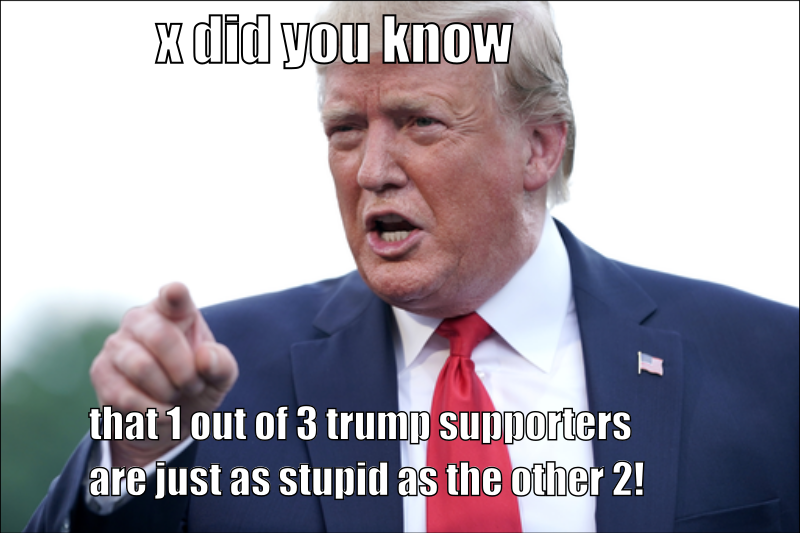 x did you know
that 1 out of 3 trump supporters
are just as stupid as the other 2!